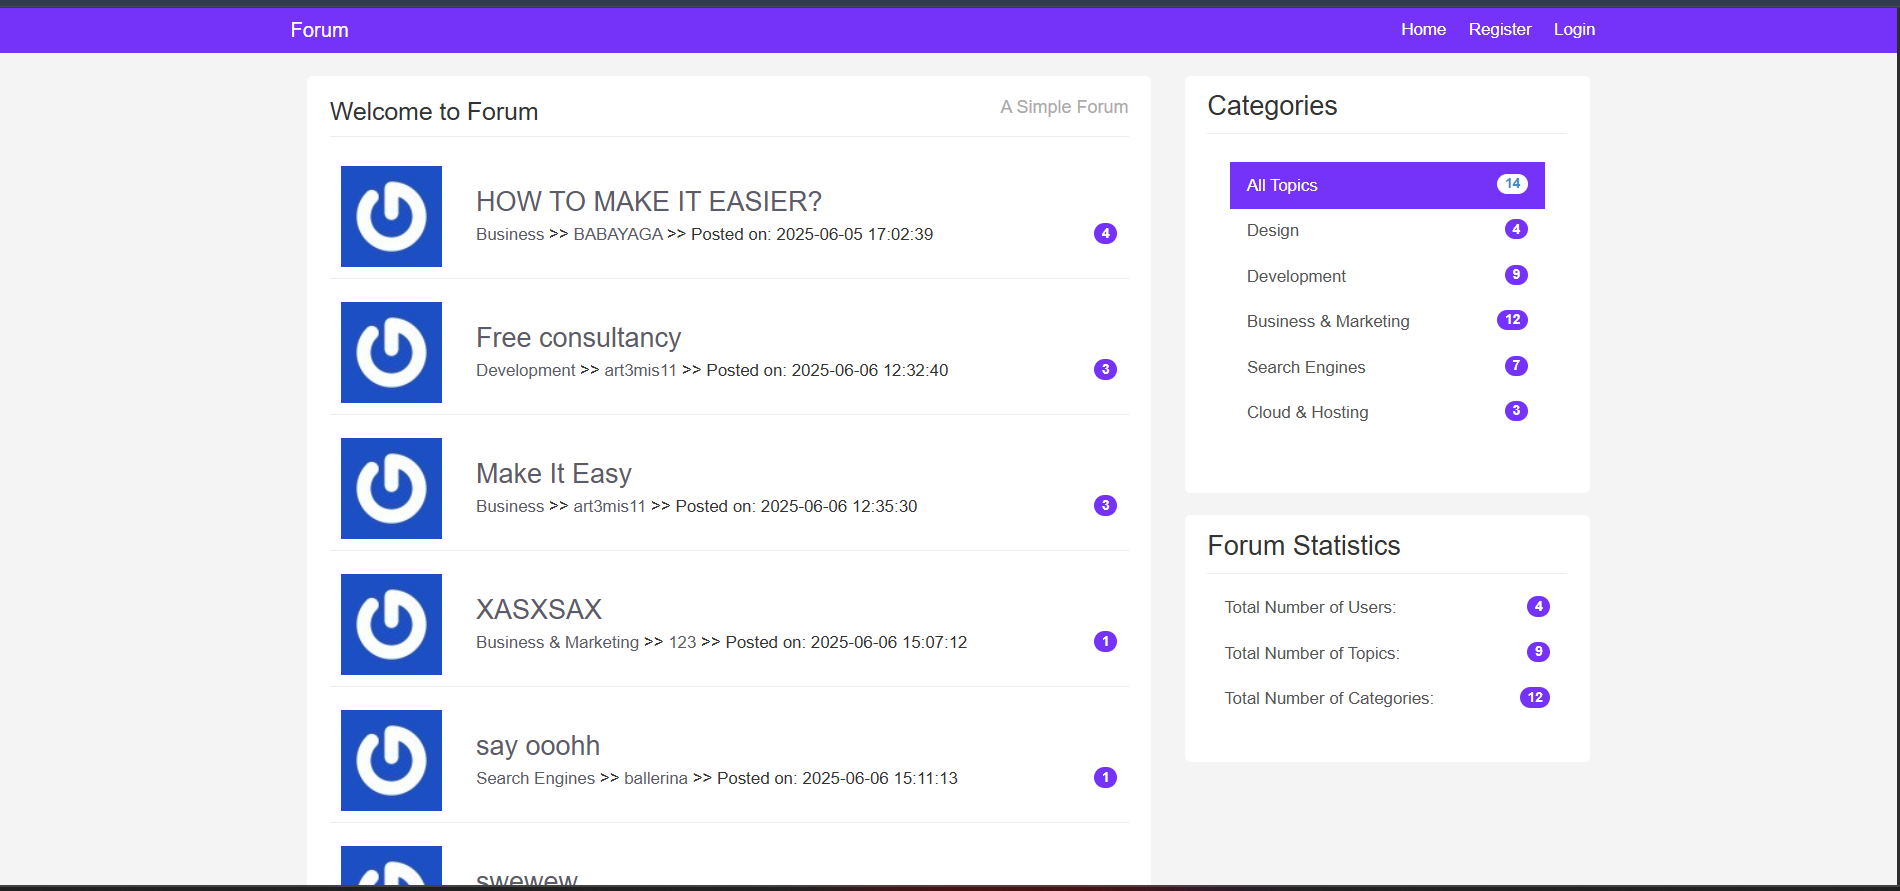 Forum
Home Register Login
Welcome to Forum
A Simple Forum
HOW TO MAKE IT EASIER?
Business >> BABAYAGA >> Posted on: 2025-06-05 17:02:39
4
Free consultancy
Development >> art3mis11 >> Posted on: 2025-06-06 12:32:40
3
Make It Easy
Business >> art3mis11 >> Posted on: 2025-06-06 12:35:30
3
XASXSAX
Business & Marketing >> 123 >> Posted on: 2025-06-06 15:07:12
1
say ooohh
Search Engines >> ballerina >> Posted on: 2025-06-06 15:11:13
1
swewew
Categories
All Topics 14
Design 4
Development 9
Business & Marketing 12
Search Engines 7
Cloud & Hosting 3
Forum Statistics
Total Number of Users: 4
Total Number of Topics: 9
Total Number of Categories: 12